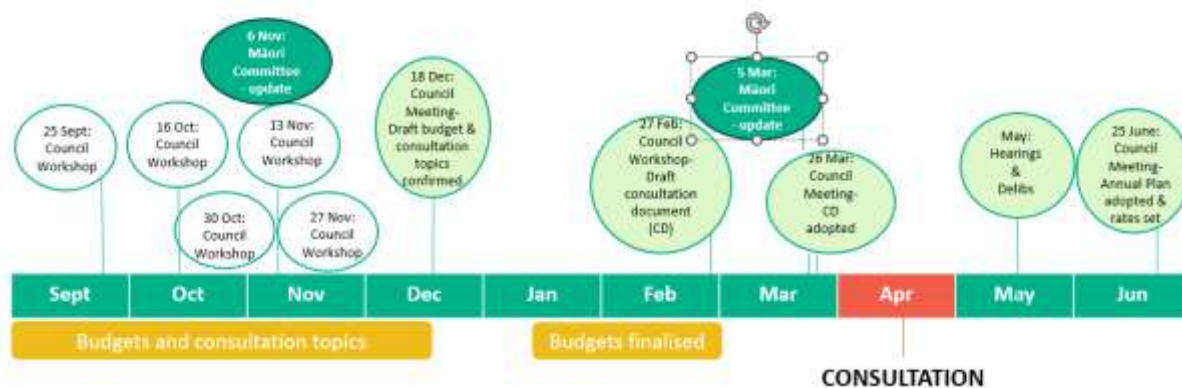 6 Nov:
Māori
Committee
- update
25 Sept:
Council
Workshop
16 Oct:
Council
Workshop
13 Nov:
Council
Workshop
30 Oct:
Council
Workshop
27 Nov:
Council
Workshop
18 Dec:
Council
Meeting-
Draft budget &
consultation
topics
confirmed
5 Mar:
Māori
Committee
- update
27 Feb:
Council
Workshop-
Draft
consultation
document
(CD)
26 Mar:
Council
Meeting-
CD
adopted
May:
Hearings
&
Delibs
25 June:
Council
Meeting-
Annual Plan
adopted &
rates set
Sept Oct Nov Dec Jan Feb Mar Apr May Jun
Budgets and consultation topics
Budgets finalised
CONSULTATION